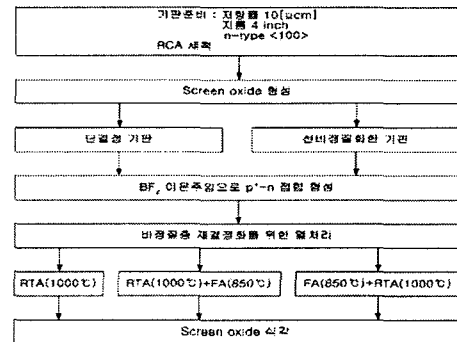 기판준비 : 저항률 10[Ωcm]
지름 4 inch
n-type <100>
RCA 세척
Screen oxide 형성
단결정 기판
선비정질화한 기판
BF₂ 이온주입으로 p⁺-n 접합 형성
비정질층 재결정화를 위한 열처리
RTA(1000℃)
RTA(1000℃)+FA(850℃)
FA(850℃)+RTA(1000℃)
Screen oxide 식각